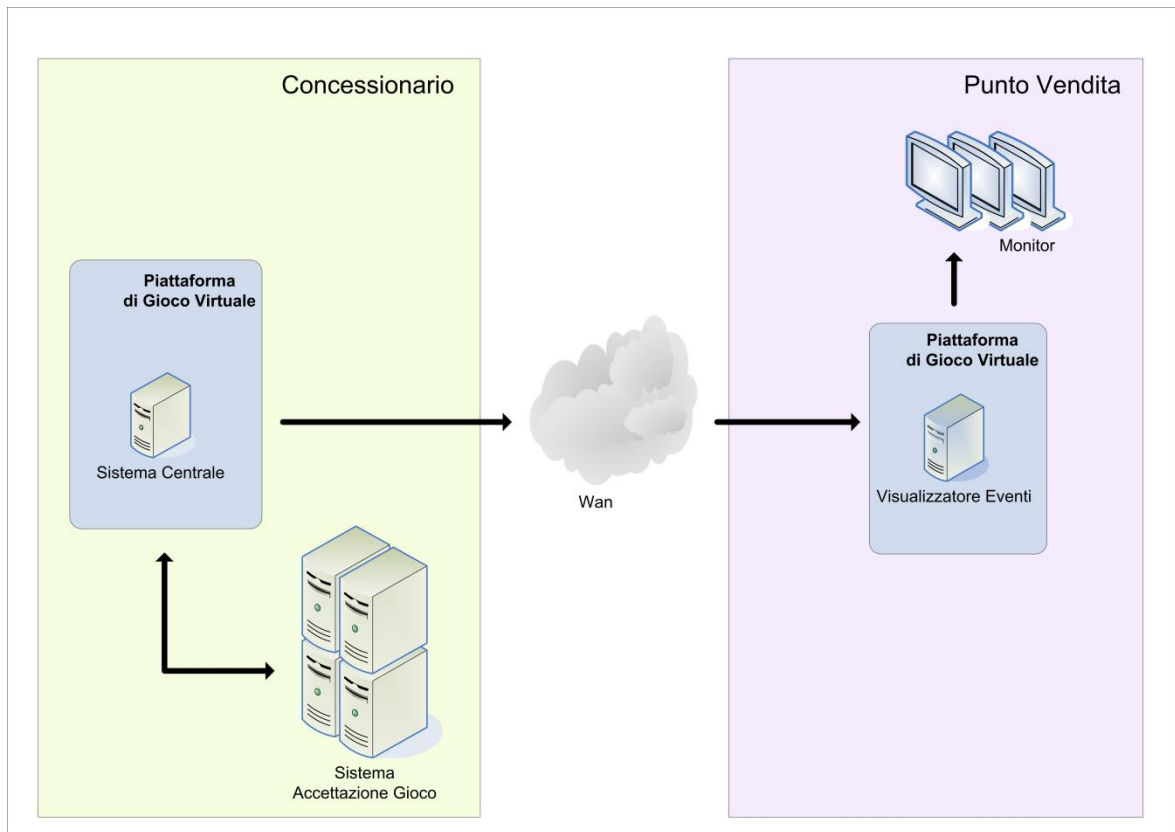 Concessionario
Piattaforma
di Gioco Virtuale
Sistema Centrale
Sistema
Accettazione Gioco
Wan
Punto Vendita
Monitor
Piattaforma
di Gioco Virtuale
Visualizzatore Eventi